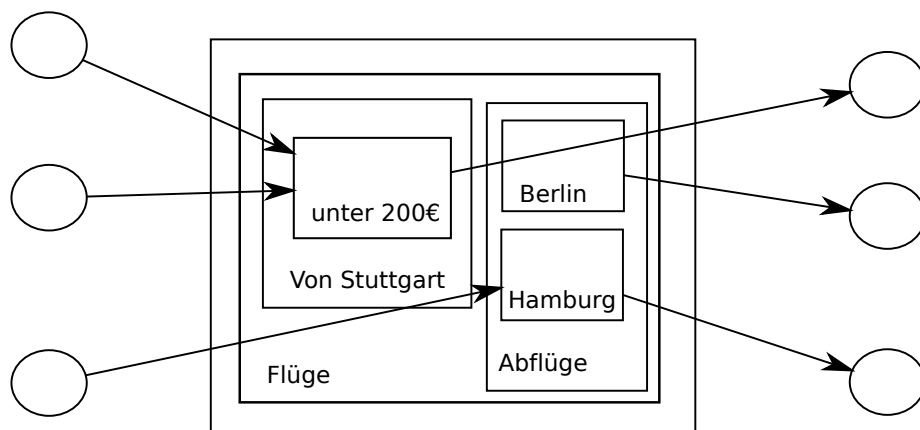 unter 200€
Von Stuttgart
Flüge
Berlin
Hamburg
Abflüge